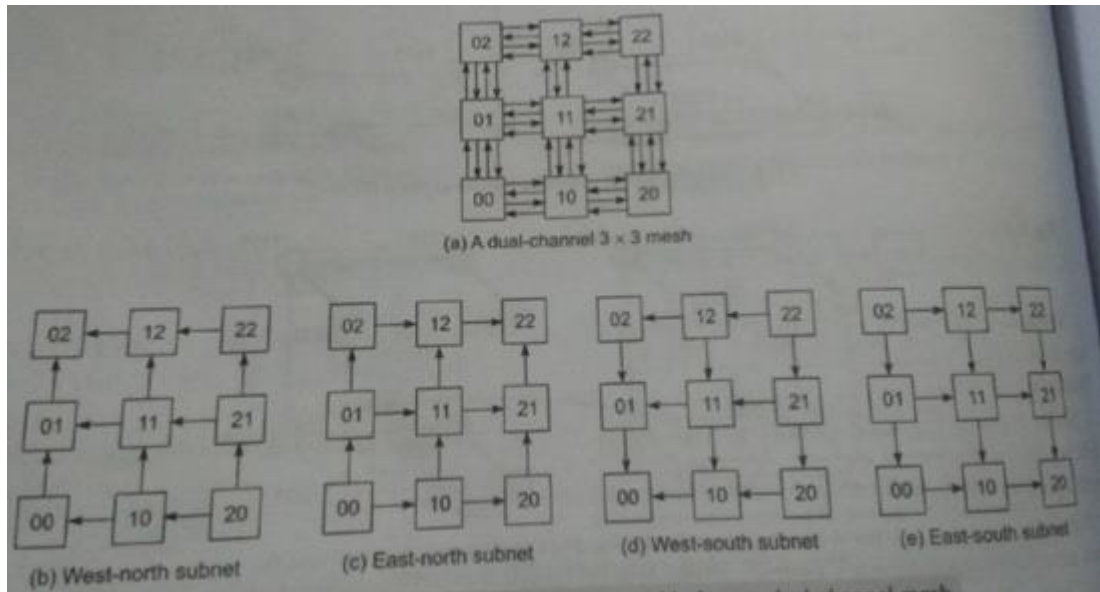 02 12 22
01 11 21
00 10 20
(a) A dual-channel 3 × 3 mesh
02 12 22
01 11 21
00 10 20
(b) West-north subnet
02 12 22
01 11 21
00 10 20
(c) East-north subnet
02 12 22
01 11 21
00 10 20
(d) West-south subnet
02 12 22
01 11 21
00 10 20
(e) East-south subnet